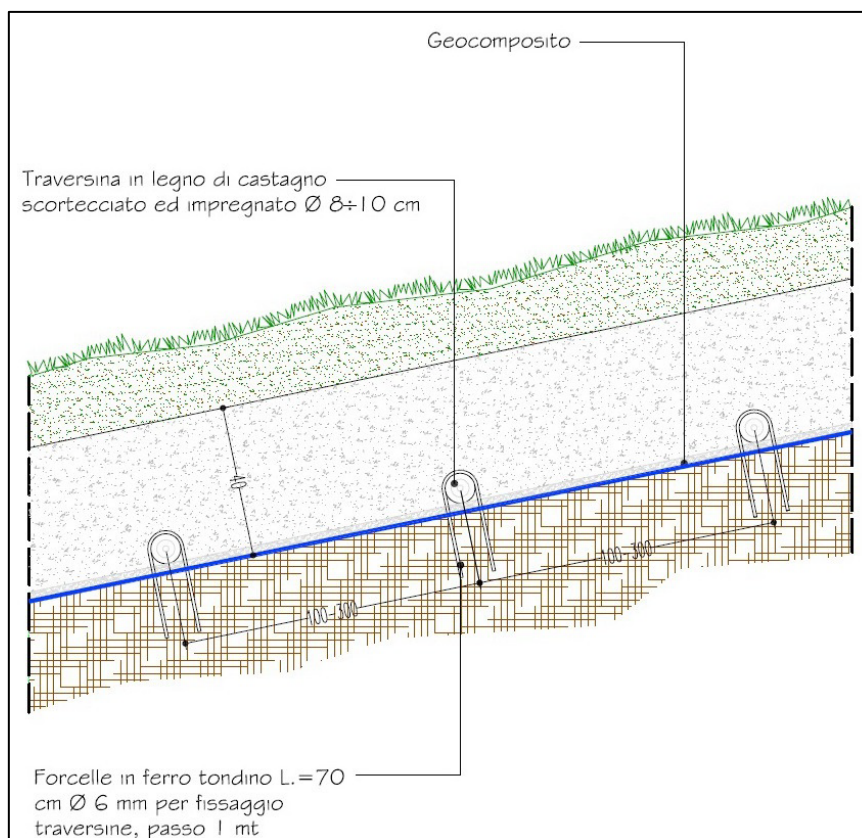 Geocomposito
Traversina in legno di castagno
scortecciato ed impregnato Ø 8÷10 cm
40
100-300
100-300
Forcelle in ferro tondino L.=70
cm Ø 6 mm per fissaggio
traversine, passo 1 mt